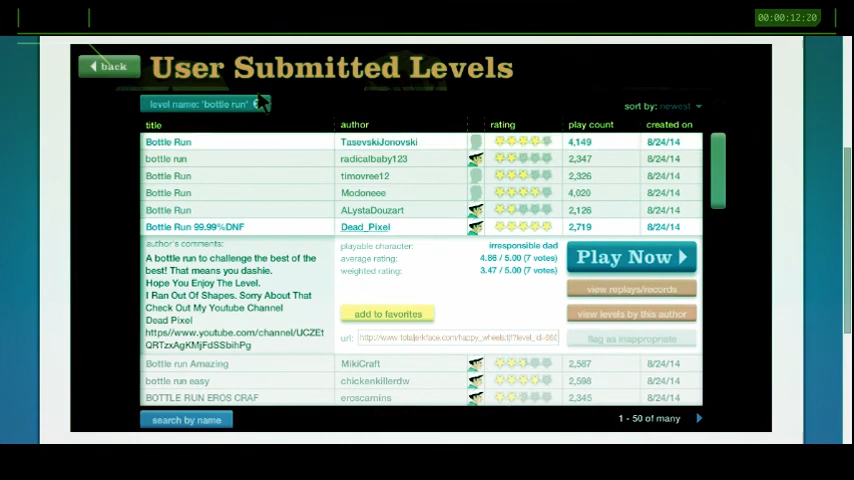 00:00:12:20
back
User Submitted Levels
level name: 'bottle run'
sort by: newest
title author rating play count created on
Bottle Run TasevskiJonovski 4,149 8/24/14
bottle run radicalbaby123 2,347 8/24/14
Bottle Run timovree12 2,326 8/24/14
Bottle Run Modoneee 4,020 8/24/14
Bottle Run ALystaDouzart 2,126 8/24/14
Bottle Run 99.99%DNF Dead_Pixel 2,719 8/24/14
author's comments:
A bottle run to challenge the best of the
best! That means you dashie.
Hope You Enjoy The Level.
I Ran Out Of Shapes. Sorry About That
Check Out My Youtube Channel
Dead Pixel
playable character: irresponsible dad
average rating: 4.86 / 5.00 (7 votes)
weighted rating: 3.47 / 5.00 (7 votes)
add to favorites
url:
Play Now
view replays/records
view levels by this author
flag as inappropriate
Bottle run Amazing MikiCraft 2,587 8/24/14
bottle run easy chickenkillerdw 2,598 8/24/14
BOTTLE RUN EROS CRAF eroscamins 2,345 8/24/14
search by name
1 - 50 of many